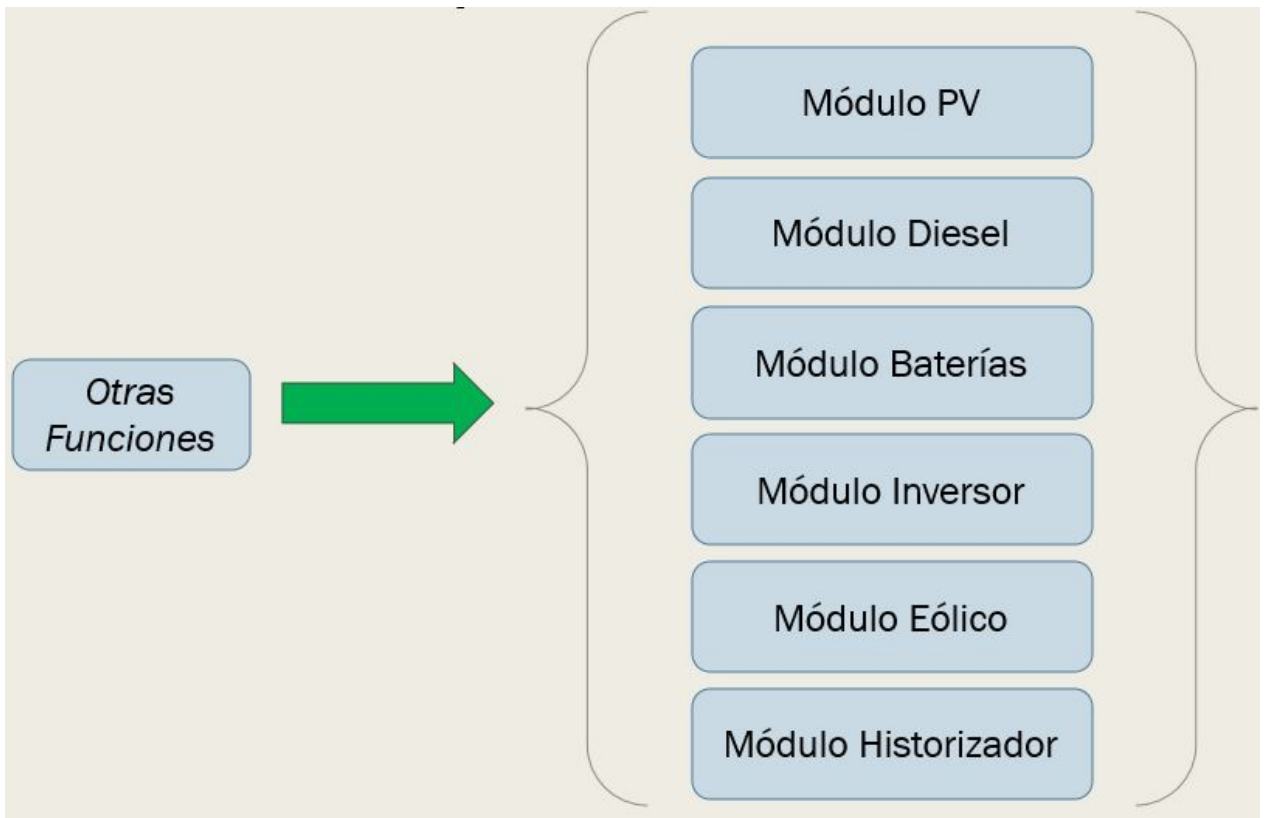 Módulo PV
Módulo Diesel
Módulo Baterías
Otras
Funciones
Módulo Inversor
Módulo Eólico
Módulo Historizador